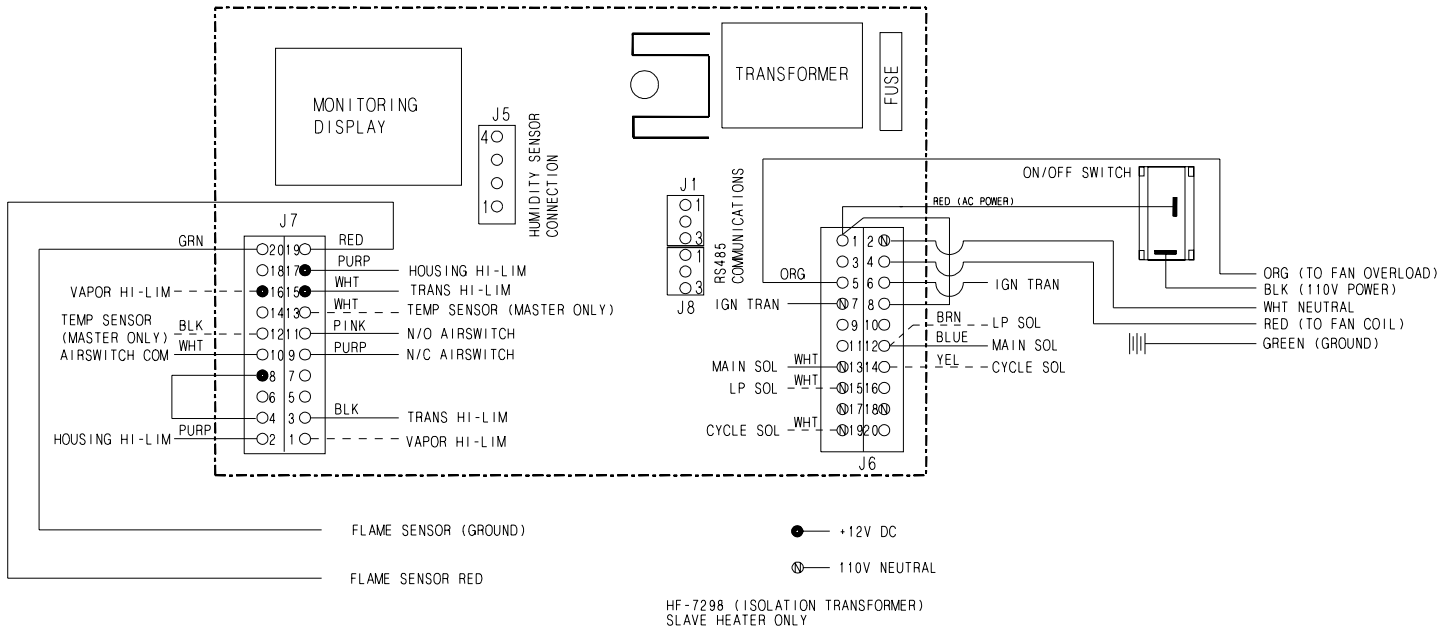 MONITORING
DISPLAY
J5
4
1
HUMIDITY SENSOR
CONNECTION
TRANSFORMER
FUSE
J1
1
3
1
3
J8
RS485
COMMUNICATIONS
ON/OFF SWITCH
RED (AC POWER)
J7
GRN
20 19
RED
18 17
PURP
HOUSING HI-LIM
VAPOR HI-LIM
16 15
WHT
TRANS HI-LIM
14 13
WHT
TEMP SENSOR (MASTER ONLY)
TEMP SENSOR
(MASTER ONLY)
BLK
12 11
PINK
N/O AIRSWITCH
AIRSWITCH COM
WHT
10 9
PURP
N/C AIRSWITCH
8 7
6 5
4 3
BLK
TRANS HI-LIM
HOUSING HI-LIM
PURP
2 1
VAPOR HI-LIM
1 2 N
3 4
ORG
5 6
IGN TRAN
IGN TRAN
N 7 8
9 10
BRN
LP SOL
11 12
BLUE
MAIN SOL
MAIN SOL
WHT
N 13 14
YEL
CYCLE SOL
LP SOL
WHT
N 15 16
N 17 18 N
CYCLE SOL
WHT
N 19 20
J6
ORG (TO FAN OVERLOAD)
BLK (110V POWER)
WHT NEUTRAL
RED (TO FAN COIL)
GREEN (GROUND)
FLAME SENSOR (GROUND)
FLAME SENSOR RED
+12V DC
N 110V NEUTRAL
HF-7298 (ISOLATION TRANSFORMER)
SLAVE HEATER ONLY